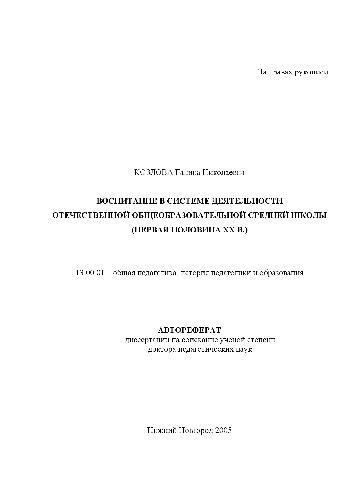 На правах рукописи
КОЗЛОВА Галина Николаевна
ВОСПИТАНИЕ В СИСТЕМЕ ДЕЯТЕЛЬНОСТИ
ОТЕЧЕСТВЕННОЙ ОБЩЕОБРАЗОВАТЕЛЬНОЙ СРЕДНЕЙ ШКОЛЫ
(ПЕРВАЯ ПОЛОВИНА XX В.)
13.00.01 – общая педагогика, история педагогики и образования
АВТОРЕФЕРАТ
диссертации на соискание ученой степени
доктора педагогических наук
Нижний Новгород